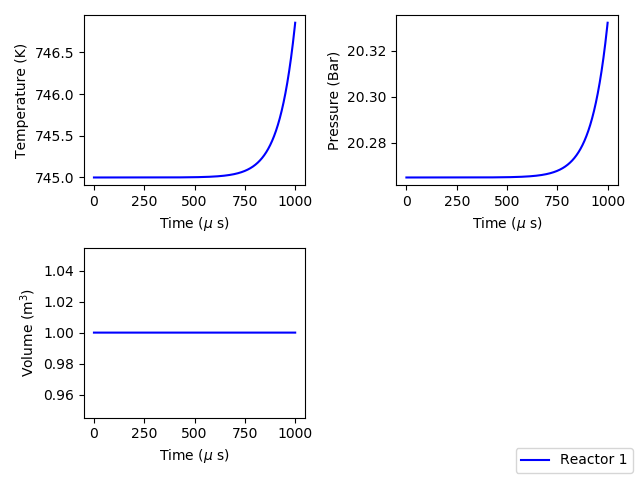 Temperature (K)
746.5
746.0
745.5
745.0
0 250 500 750 1000
Time (μ s)
Pressure (Bar)
20.32
20.30
20.28
0 250 500 750 1000
Time (μ s)
Volume (m³)
1.04
1.02
1.00
0.98
0.96
0 250 500 750 1000
Time (μ s)
Reactor 1